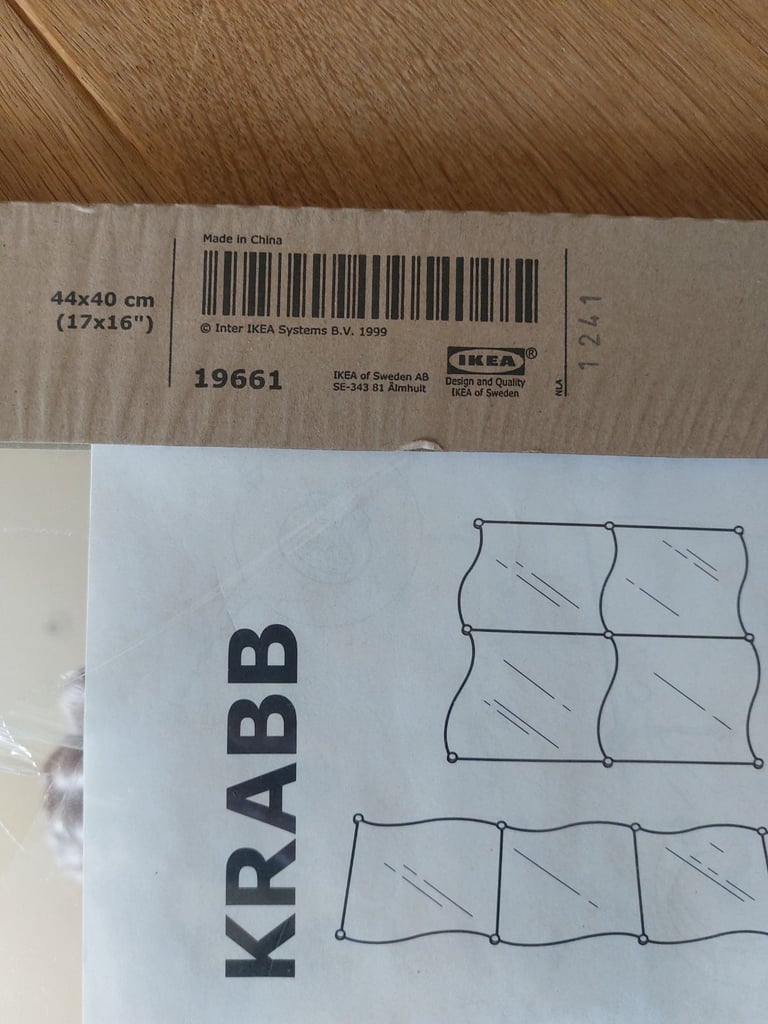 44x40 cm
(17x16")
Made in China
© Inter IKEA Systems B.V. 1999
19661
IKEA of Sweden AB
SE-343 81 Älmhult
IKEA®
Design and Quality
IKEA of Sweden
NLA
1241
KRABB